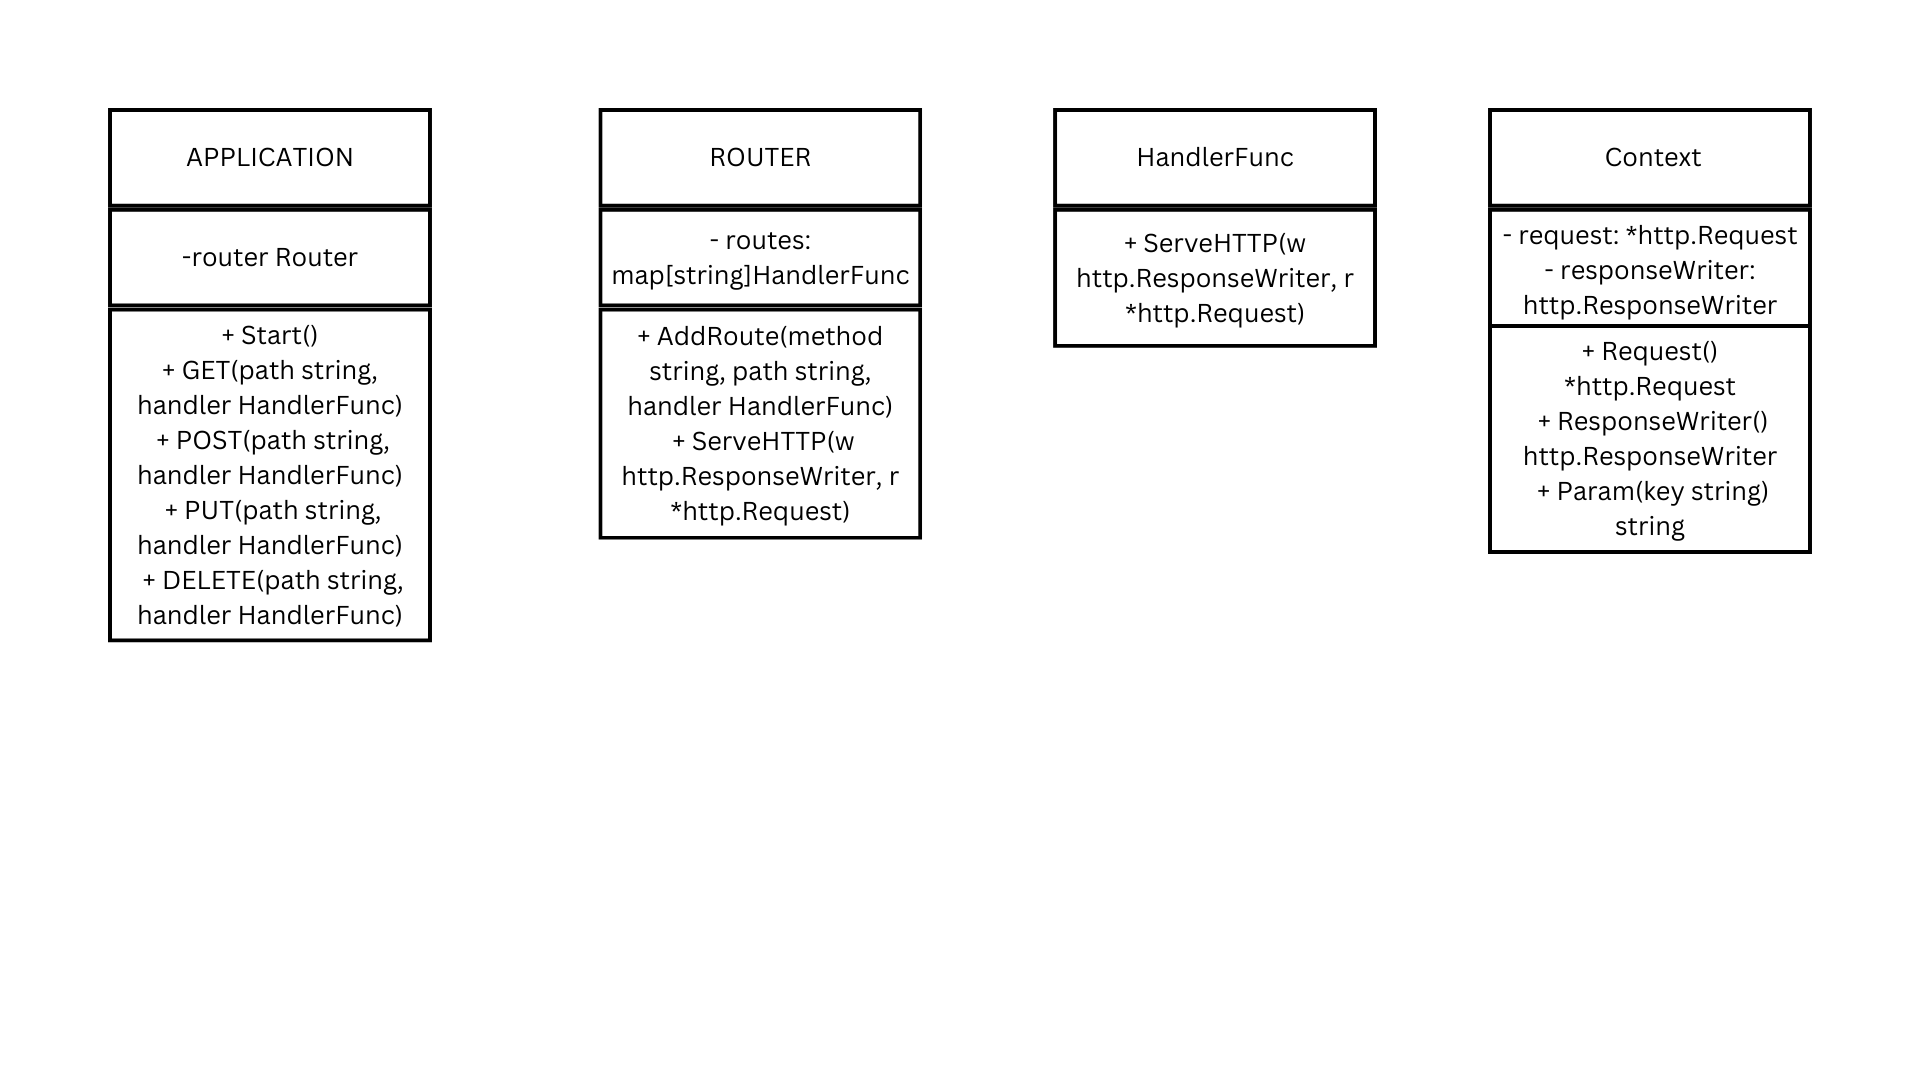 APPLICATION
-router Router
+ Start()
+ GET(path string,
handler HandlerFunc)
+ POST(path string,
handler HandlerFunc)
+ PUT(path string,
handler HandlerFunc)
+ DELETE(path string,
handler HandlerFunc)
ROUTER
- routes:
map[string]HandlerFunc
+ AddRoute(method
string, path string,
handler HandlerFunc)
+ ServeHTTP(w
http.ResponseWriter, r
*http.Request)
HandlerFunc
+ ServeHTTP(w
http.ResponseWriter, r
*http.Request)
Context
- request: *http.Request
- responseWriter:
http.ResponseWriter
+ Request()
*http.Request
+ ResponseWriter()
http.ResponseWriter
+ Param(key string)
string